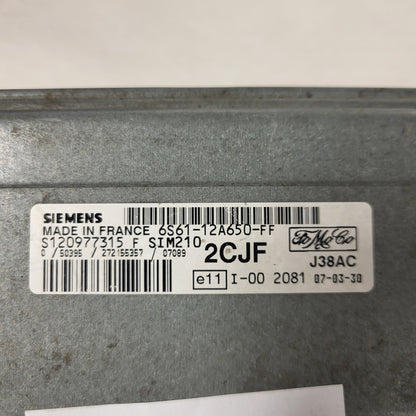 SIEMENS
MADE IN FRANCE 6S61-12A650-FF
S120977315 F SIM210
0 / 50395 / 272155357 / 07089
2CJF
FoMoCo
J38AC
e11 I-00 2081 07-03-30